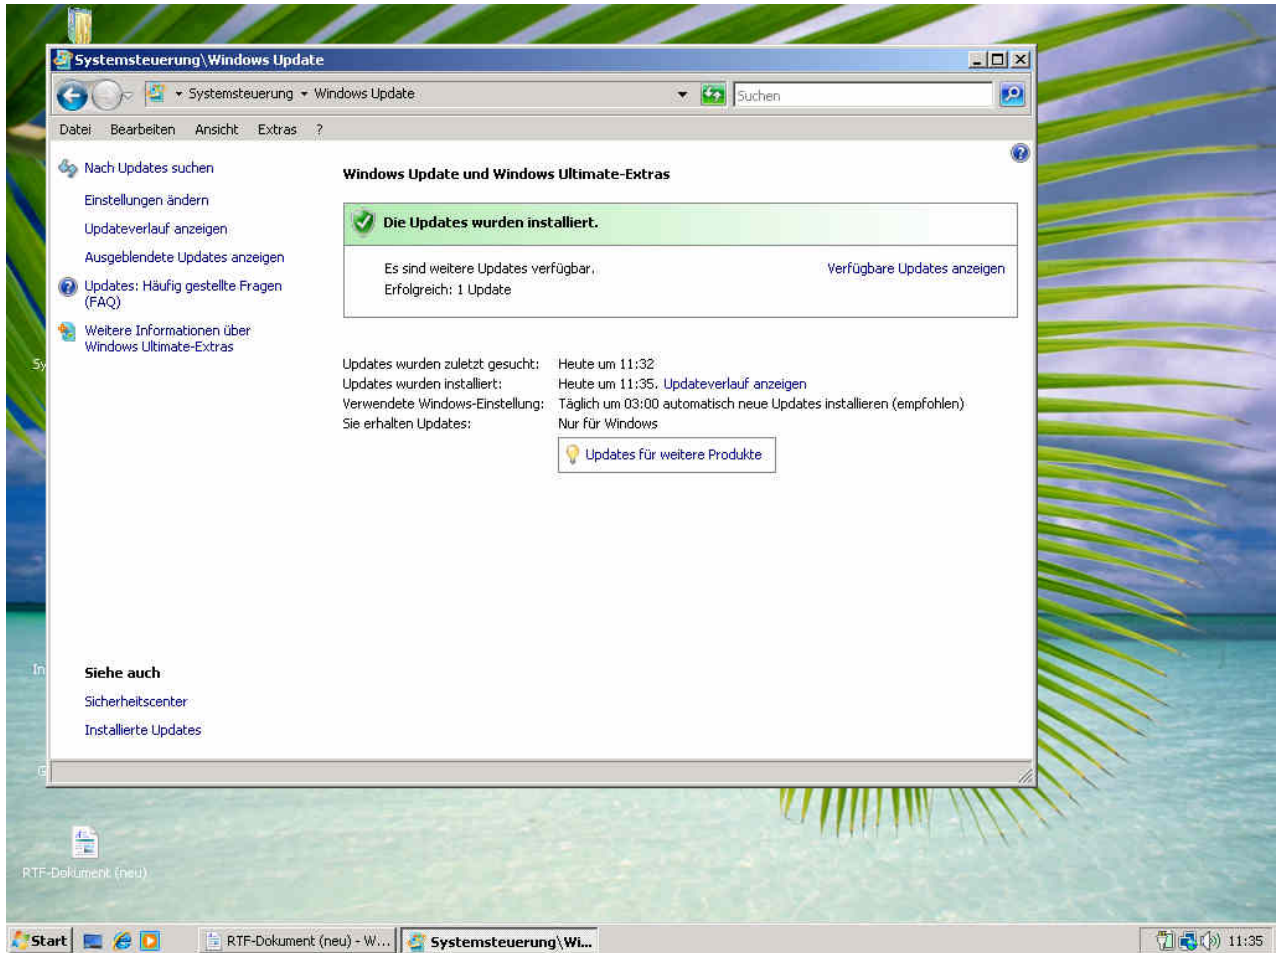 Systemsteuerung\Windows Update
Systemsteuerung Windows Update
Suchen
Datei Bearbeiten Ansicht Extras ?
Nach Updates suchen
Einstellungen ändern
Updateverlauf anzeigen
Ausgeblendete Updates anzeigen
Updates: Häufig gestellte Fragen
(FAQ)
Weitere Informationen über
Windows Ultimate-Extras
Windows Update und Windows Ultimate-Extras
Die Updates wurden installiert.
Es sind weitere Updates verfügbar.
Verfügbare Updates anzeigen
Erfolgreich: 1 Update
Updates wurden zuletzt gesucht: Heute um 11:32
Updates wurden installiert: Heute um 11:35. Updateverlauf anzeigen
Verwendete Windows-Einstellung: Täglich um 03:00 automatisch neue Updates installieren (empfohlen)
Sie erhalten Updates: Nur für Windows
Updates für weitere Produkte
Siehe auch
Sicherheitscenter
Installierte Updates
Sy
In
RTF-Dokument (neu)
Start
RTF-Dokument (neu) - W...
Systemsteuerung\Wi...
11:35